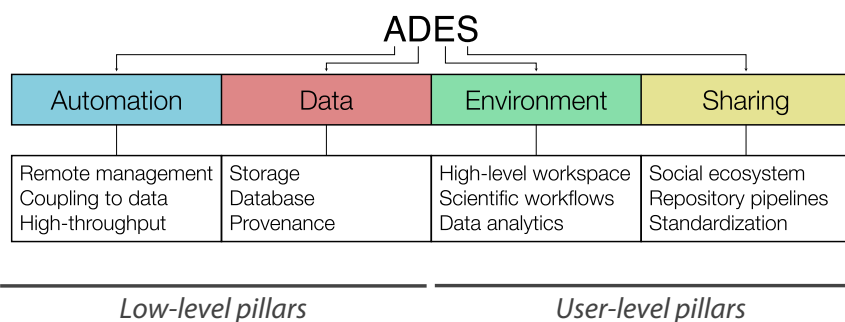 ADES
Automation
Data
Environment
Sharing
Remote management
Coupling to data
High-throughput
Storage
Database
Provenance
High-level workspace
Scientific workflows
Data analytics
Social ecosystem
Repository pipelines
Standardization
Low-level pillars
User-level pillars